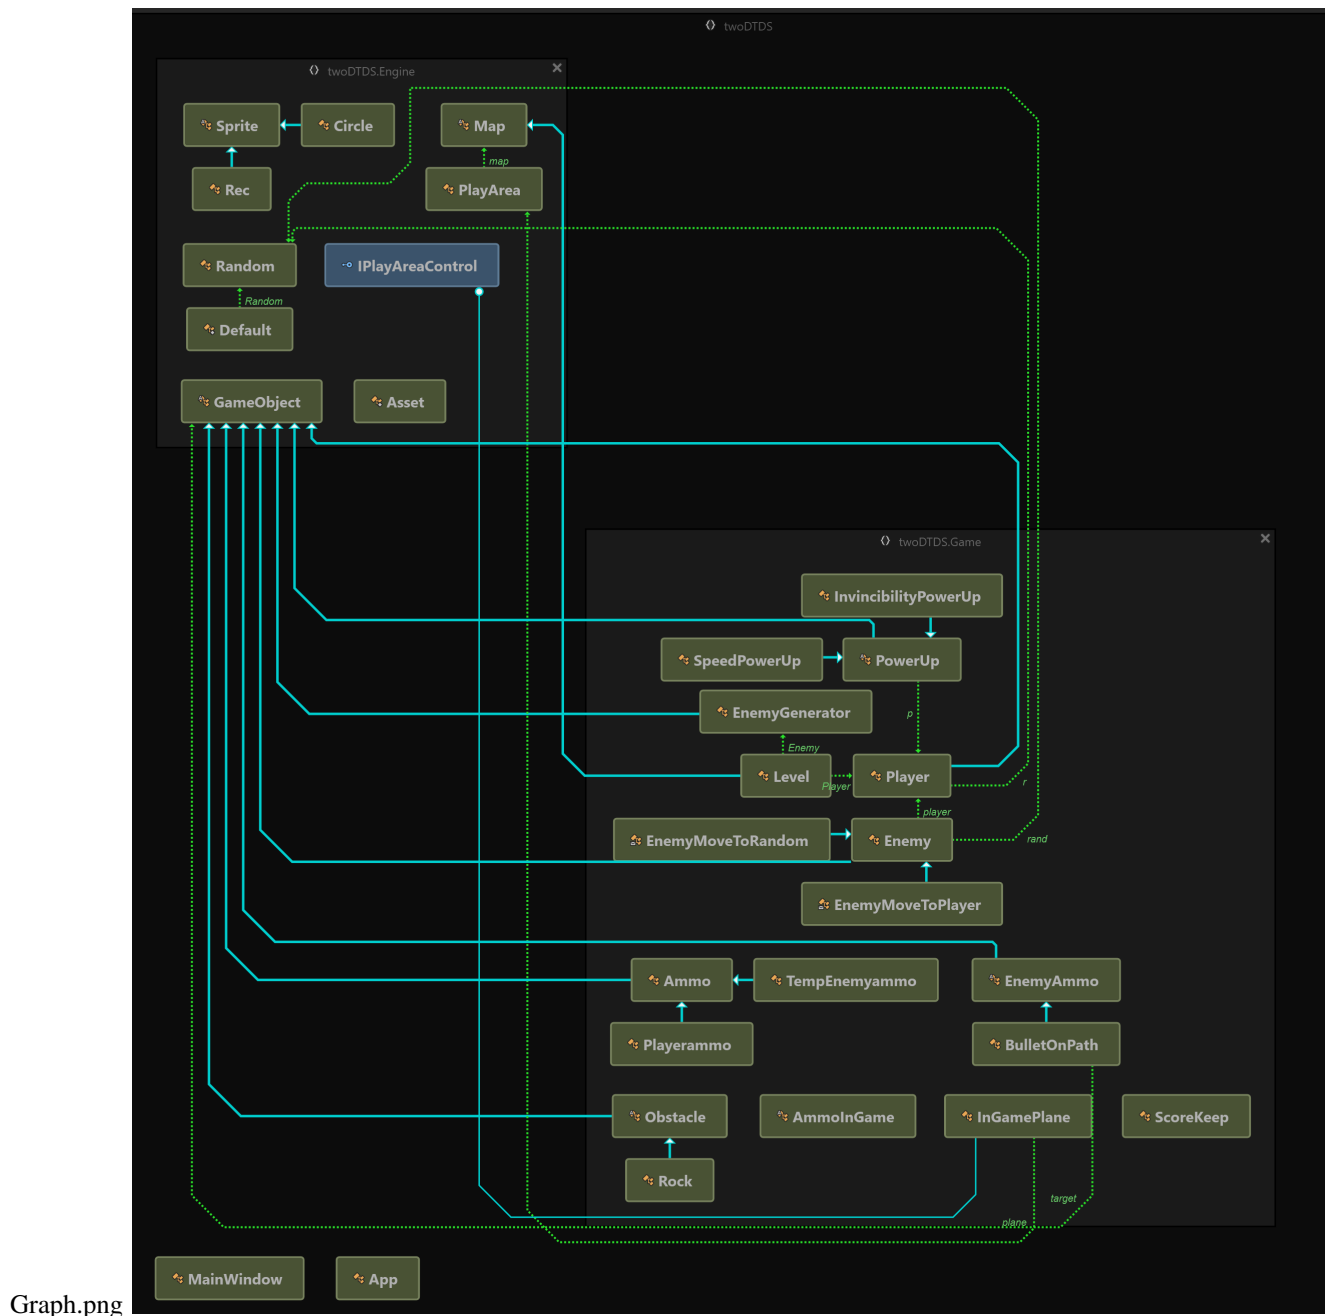 twoDTDS
twoDTDS.Engine
Sprite
Circle
Map
map
Rec
PlayArea
Random
IPlayAreaControl
Random
Default
GameObject
Asset
twoDTDS.Game
InvincibilityPowerUp
SpeedPowerUp
PowerUp
EnemyGenerator
p
Enemy
Level
Player
Player
r
player
EnemyMoveToRandom
Enemy
rand
EnemyMoveToPlayer
Ammo
TempEnemyammo
EnemyAmmo
Playerammo
BulletOnPath
Obstacle
AmmoInGame
InGamePlane
ScoreKeep
Rock
target
plane
MainWindow
App
Graph.png